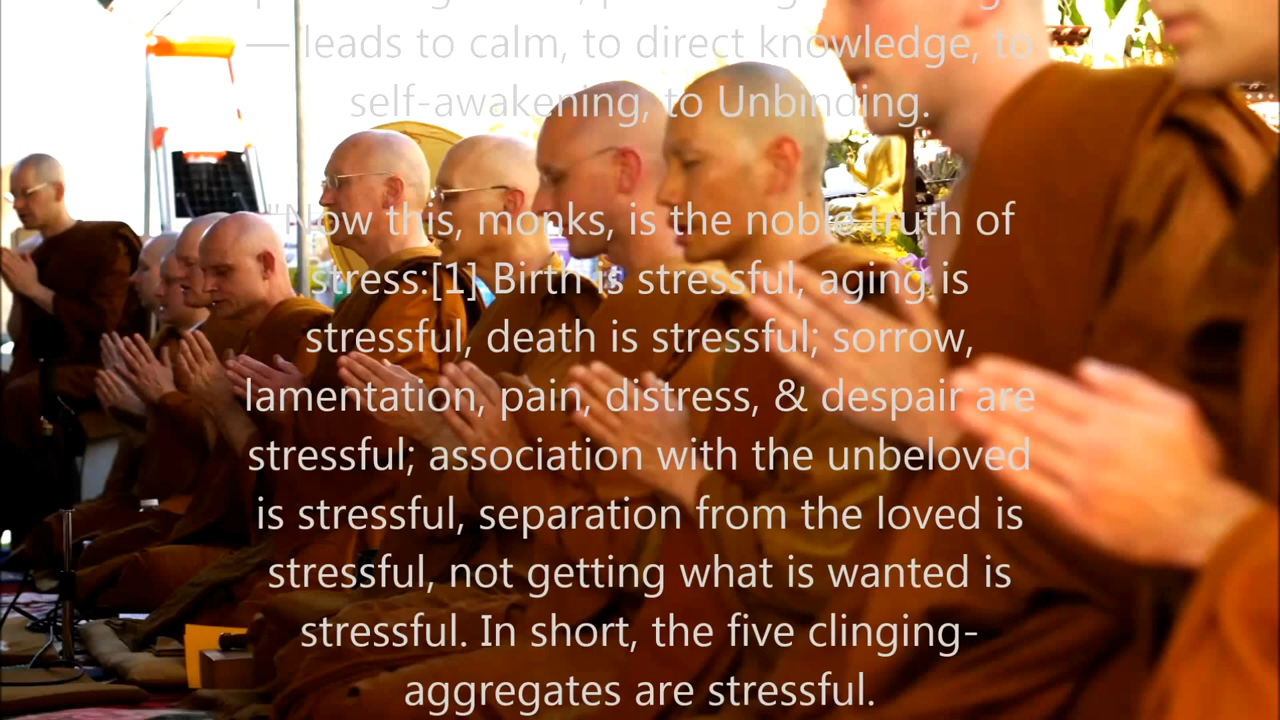 — leads to calm, to direct knowledge, to
self-awakening, to Unbinding.
"Now this, monks, is the noble truth of
stress:[1] Birth is stressful, aging is
stressful, death is stressful; sorrow,
lamentation, pain, distress, & despair are
stressful; association with the unbeloved
is stressful, separation from the loved is
stressful, not getting what is wanted is
stressful. In short, the five clinging-
aggregates are stressful.